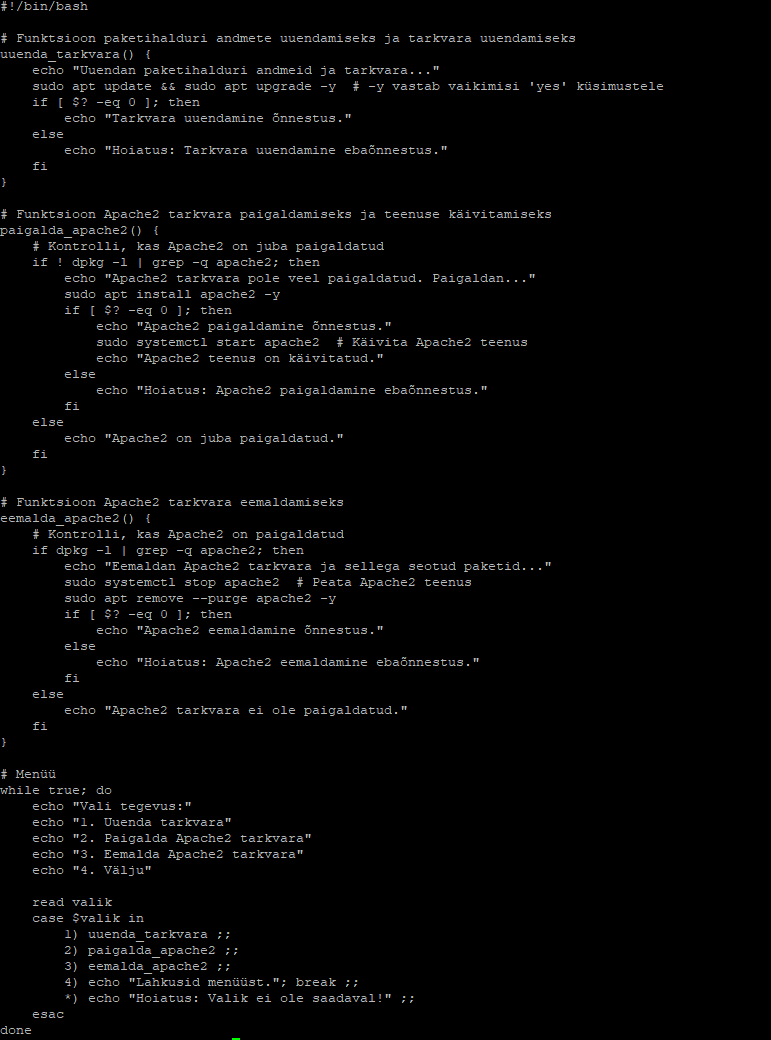 #!/bin/bash

# Funktsioon paketihalduri andmete uuendamiseks ja tarkvara uuendamiseks
uuenda_tarkvara() {
    echo "Uuendan paketihalduri andmeid ja tarkvara..."
    sudo apt update && sudo apt upgrade -y  # -y vastab vaikimisi 'yes' küsimustele
    if [ $? -eq 0 ]; then
        echo "Tarkvara uuendamine õnnestus."
    else
        echo "Hoiatus: Tarkvara uuendamine ebaõnnestus."
    fi
}

# Funktsioon Apache2 tarkvara paigaldamiseks ja teenuse käivitamiseks
paigalda_apache2() {
    # Kontrolli, kas Apache2 on juba paigaldatud
    if ! dpkg -l | grep -q apache2; then
        echo "Apache2 tarkvara pole veel paigaldatud. Paigaldan..."
        sudo apt install apache2 -y
        if [ $? -eq 0 ]; then
            echo "Apache2 paigaldamine õnnestus."
            sudo systemctl start apache2  # Käivita Apache2 teenus
            echo "Apache2 teenus on käivitatud."
        else
            echo "Hoiatus: Apache2 paigaldamine ebaõnnestus."
        fi
    else
        echo "Apache2 on juba paigaldatud."
    fi
}

# Funktsioon Apache2 tarkvara eemaldamiseks
eemalda_apache2() {
    # Kontrolli, kas Apache2 on paigaldatud
    if dpkg -l | grep -q apache2; then
        echo "Eemaldan Apache2 tarkvara ja sellega seotud paketid..."
        sudo systemctl stop apache2  # Peata Apache2 teenus
        sudo apt remove --purge apache2 -y
        if [ $? -eq 0 ]; then
            echo "Apache2 eemaldamine õnnestus."
        else
            echo "Hoiatus: Apache2 eemaldamine ebaõnnestus."
        fi
    else
        echo "Apache2 tarkvara ei ole paigaldatud."
    fi
}

# Menüü
while true; do
    echo "Vali tegevus:"
    echo "1. Uuenda tarkvara"
    echo "2. Paigalda Apache2 tarkvara"
    echo "3. Eemalda Apache2 tarkvara"
    echo "4. Välju"

    read valik
    case $valik in
        1) uuenda_tarkvara ;;
        2) paigalda_apache2 ;;
        3) eemalda_apache2 ;;
        4) echo "Lahkusid menüüst."; break ;;
        *) echo "Hoiatus: Valik ei ole saadaval!" ;;
    esac
done